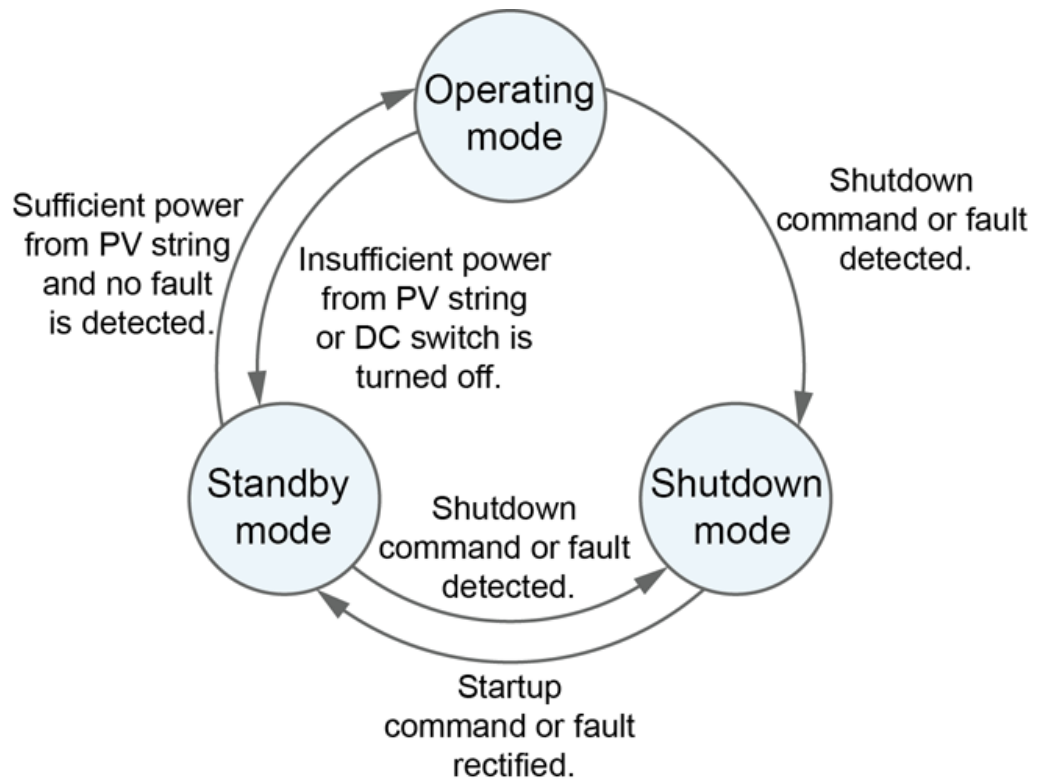 Operating
mode
Shutdown
command or fault
detected.
Sufficient power
from PV string
and no fault
is detected.
Insufficient power
from PV string
or DC switch is
turned off.
Standby
mode
Shutdown
command or fault
detected.
Shutdown
mode
Startup
command or fault
rectified.